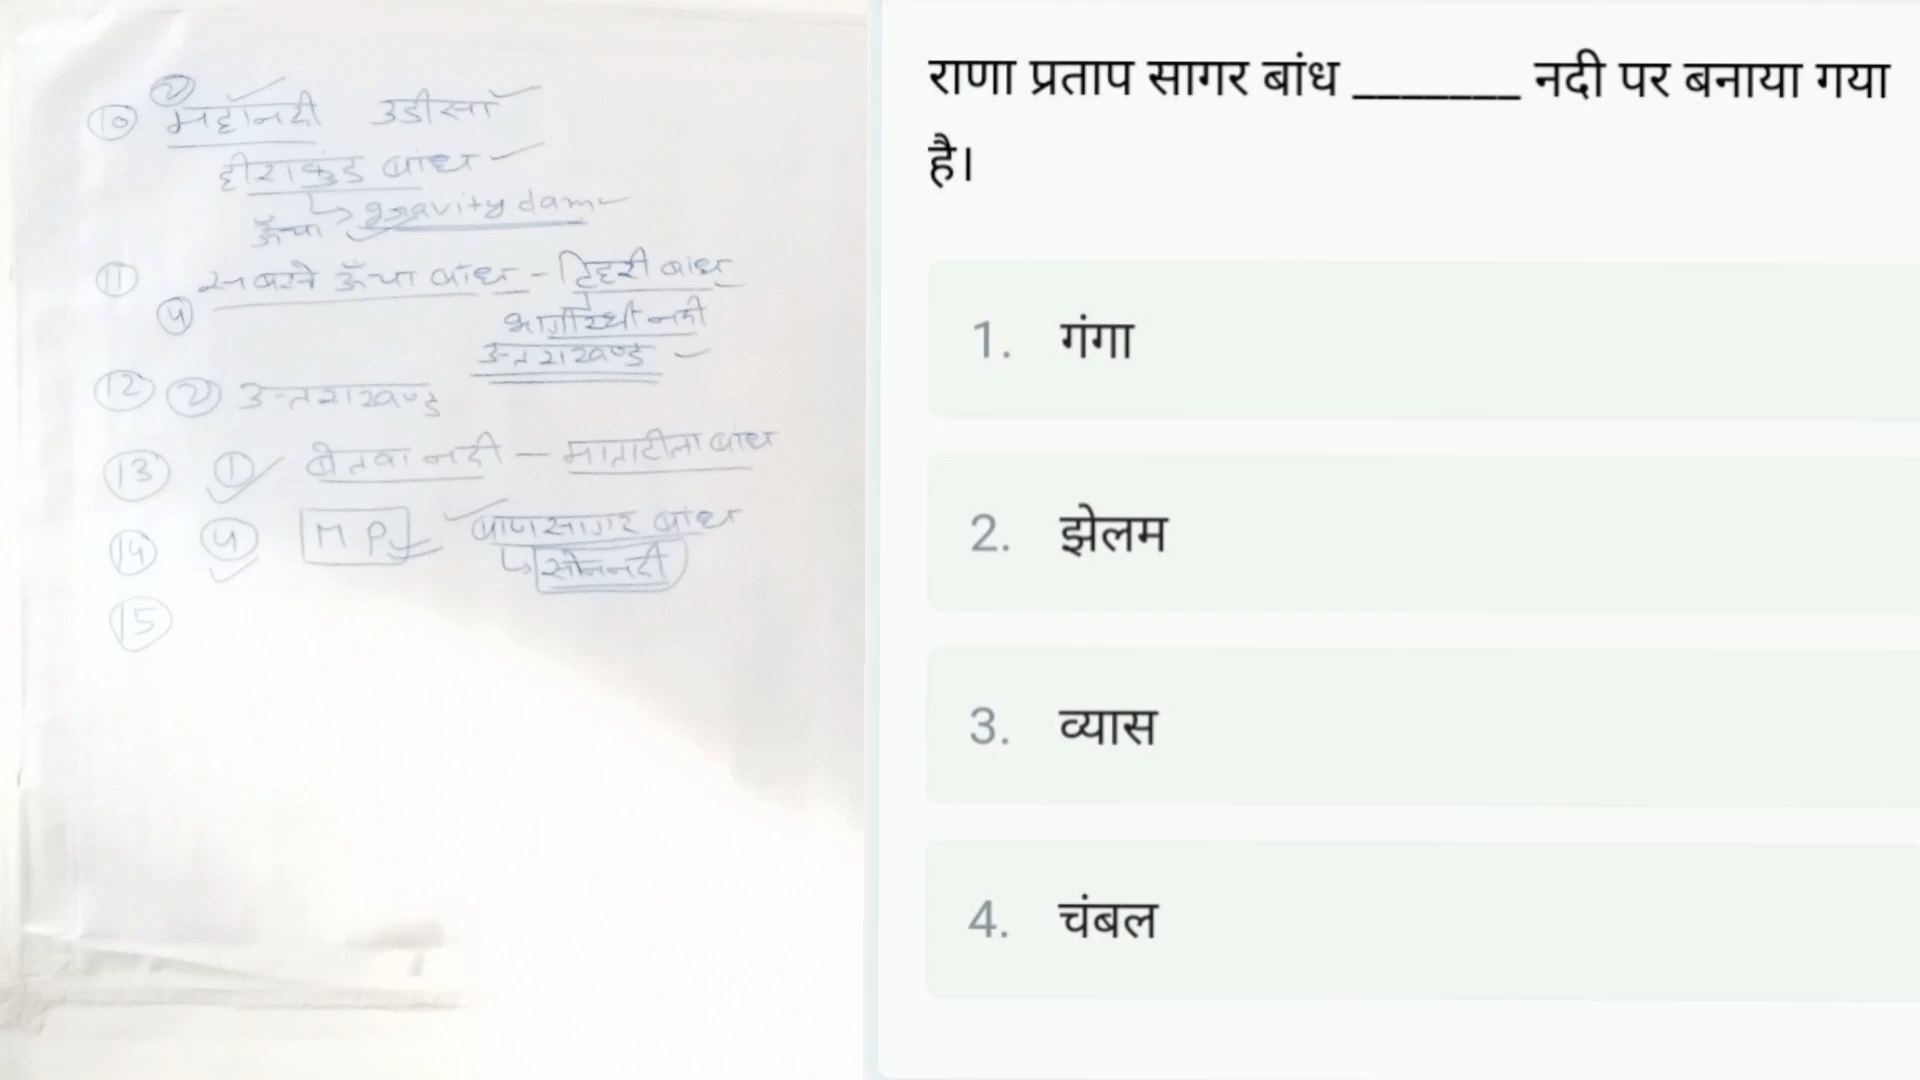 ② 
⑩ महानदी उडीसा
हीराकुंड बांध
↳ gravity dam
ऊँचा
⑪ सबसे ऊँचा बांध - टिहरी बांध
④ भागीरथी नदी
उत्तराखण्ड
⑫ ② उत्तराखण्ड
⑬ ① बेतवा नदी — माताटीला बांध
⑭ ④ M.P. बाणसागर बांध
↳ सोननदी
⑮
राणा प्रताप सागर बांध _______ नदी पर बनाया गया
है।
1. गंगा
2. झेलम
3. व्यास
4. चंबल